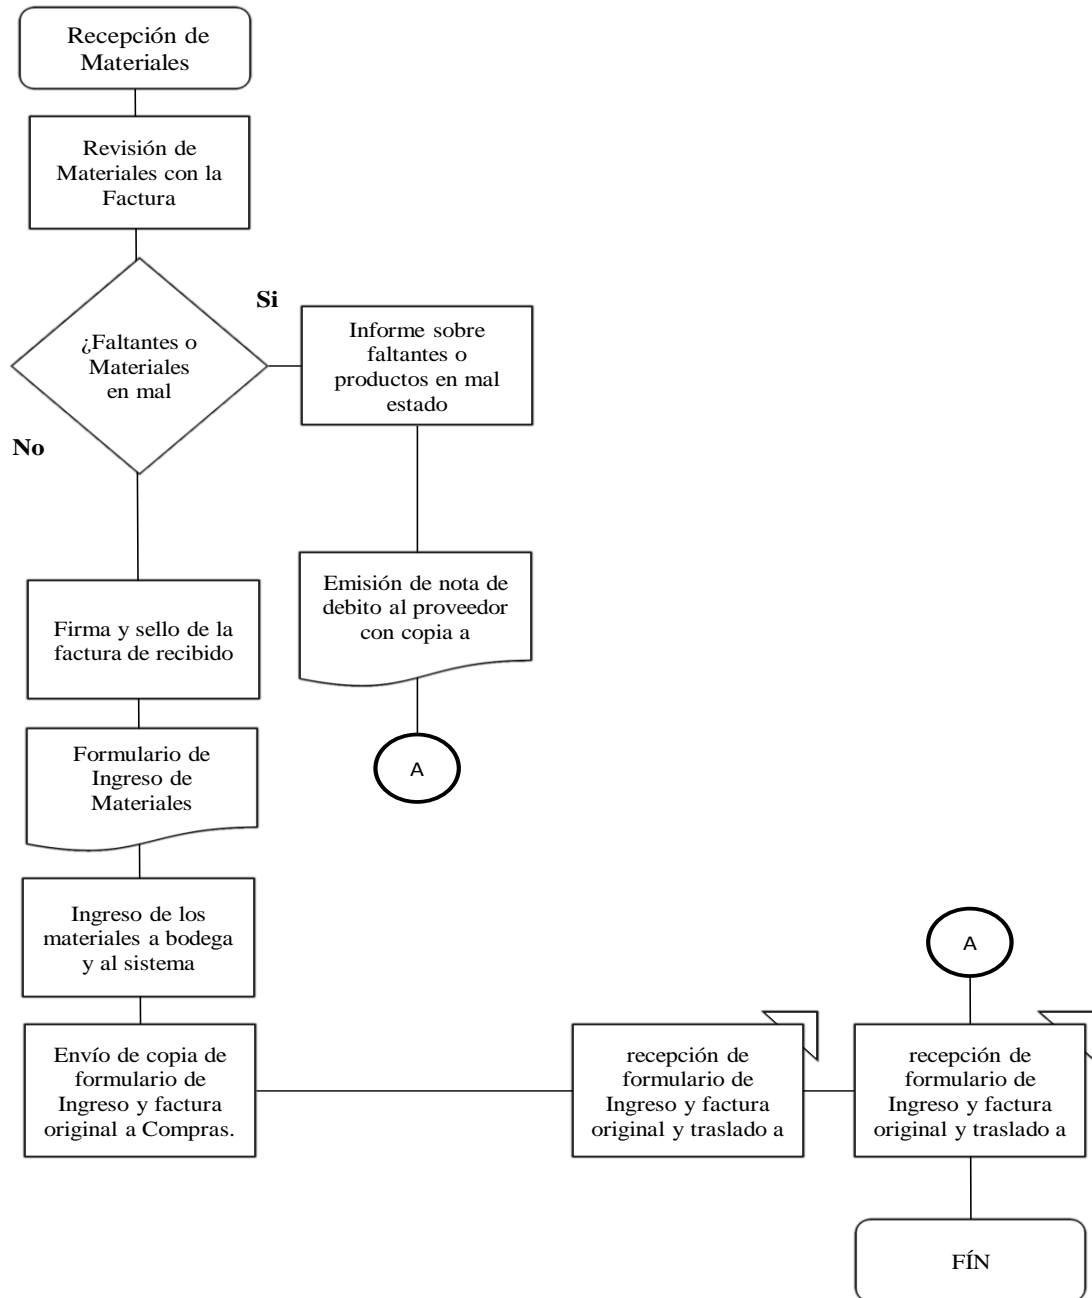 Recepción de
Materiales
Revisión de
Materiales con la
Factura
Si
¿Faltantes o
Materiales
en mal
No
Informe sobre
faltantes o
productos en mal
estado
Emisión de nota de
debito al proveedor
con copia a
A
Firma y sello de la
factura de recibido
Formulario de
Ingreso de
Materiales
Ingreso de los
materiales a bodega
y al sistema
Envío de copia de
formulario de
Ingreso y factura
original a Compras.
recepción de
formulario de
Ingreso y factura
original y traslado a
A
recepción de
formulario de
Ingreso y factura
original y traslado a
FÍN